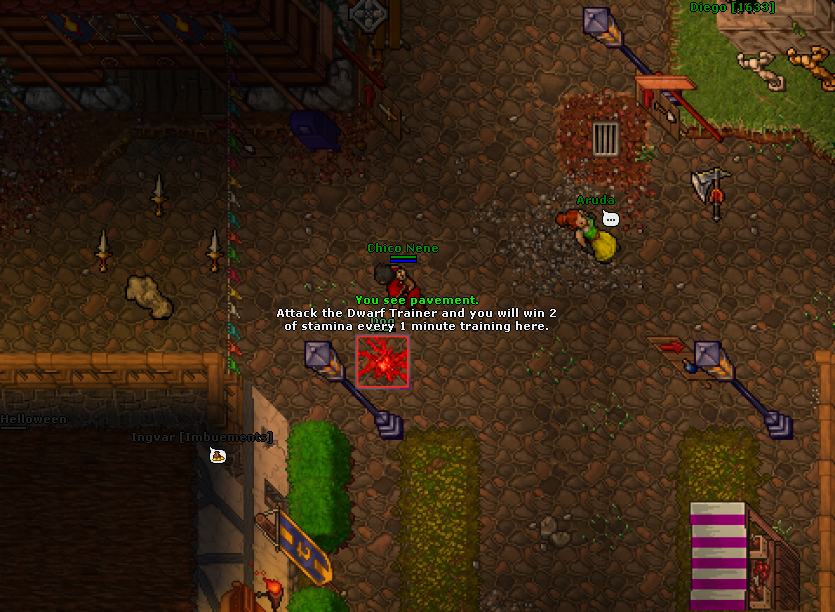 Diego [1633]
Aruda
Chico Nene
You see pavement.
Attack the Dwarf Trainer and you will win 2
of stamina every 1 minute training here.
Dog
Helloween
Ingvar [Imbuements]